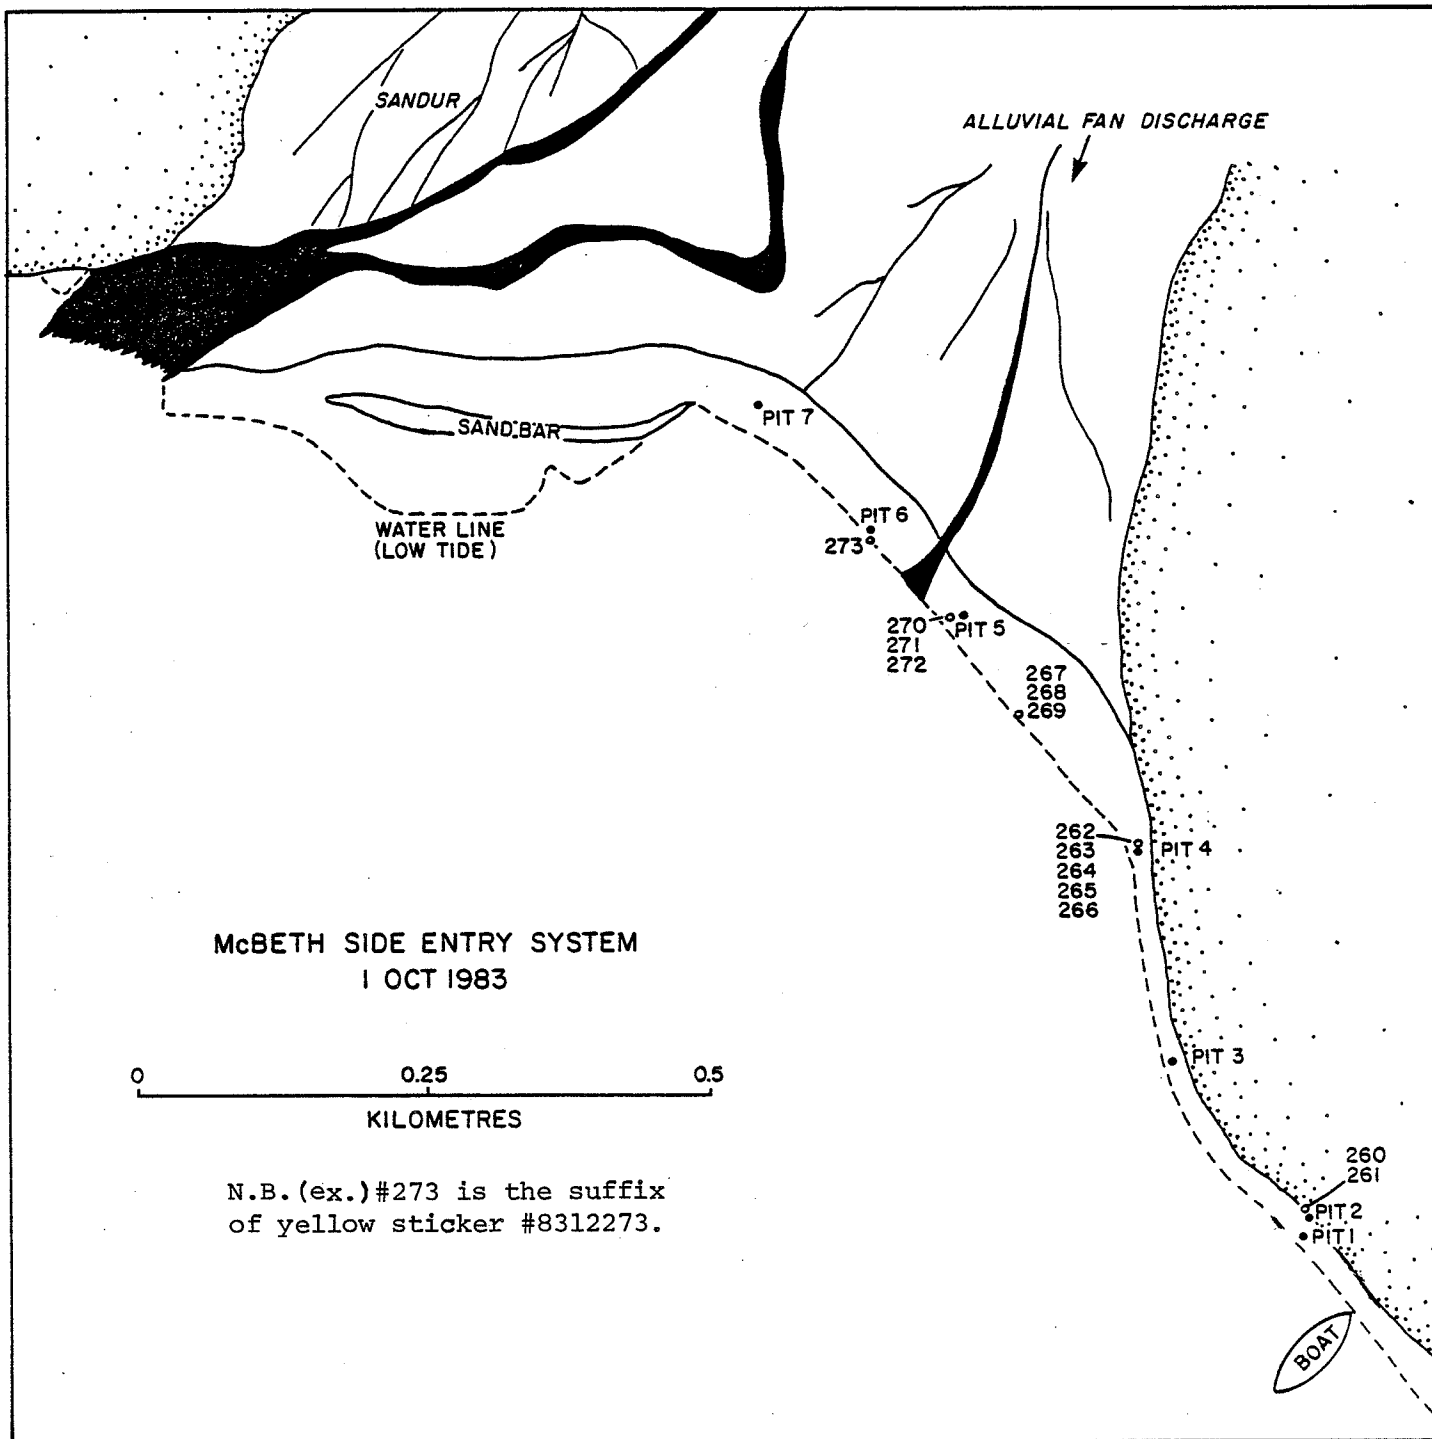 SANDUR
ALLUVIAL FAN DISCHARGE
PIT 7
SAND BAR
WATER LINE
(LOW TIDE)
PIT 6
273
270
271
272
PIT 5
267
268
269
262
263
264
265
266
PIT 4
McBETH SIDE ENTRY SYSTEM
1 OCT 1983
0 0.25 0.5
KILOMETRES
PIT 3
N.B.(ex.)#273 is the suffix
of yellow sticker #8312273.
260
261
PIT 2
PIT 1
BOAT